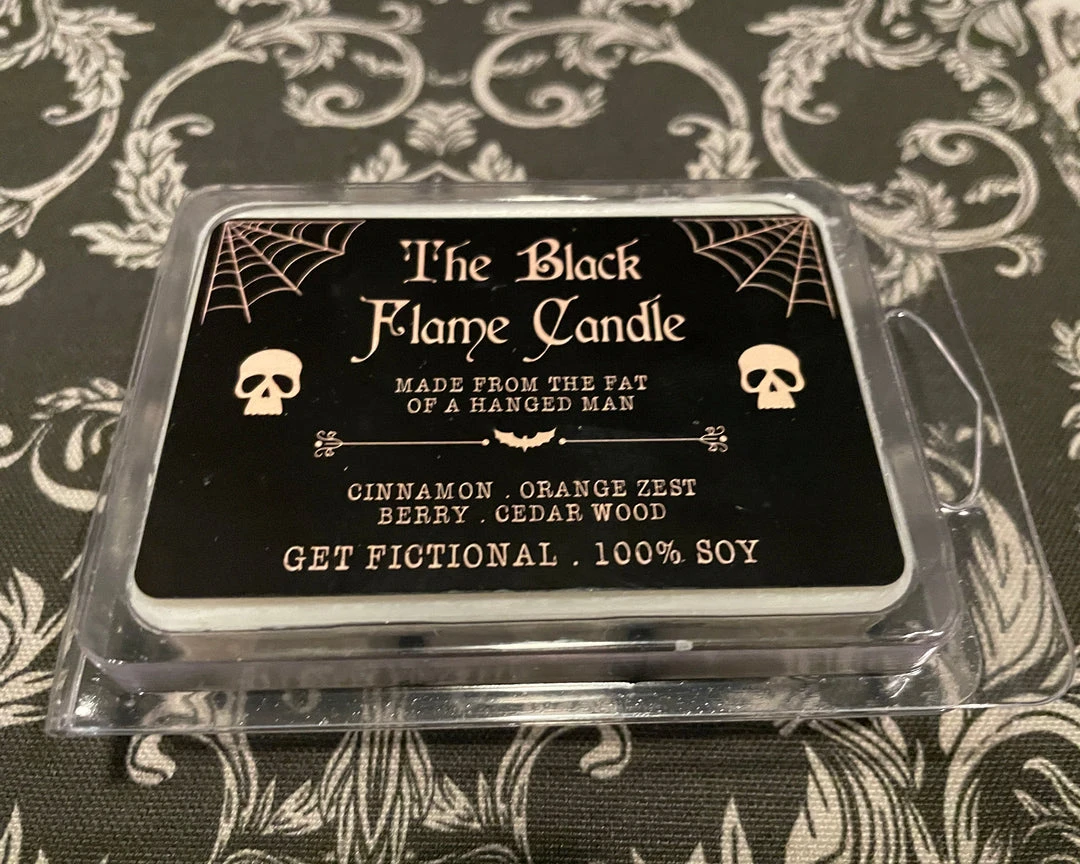 The Black
Flame Candle
MADE FROM THE FAT
OF A HANGED MAN
CINNAMON . ORANGE ZEST
BERRY . CEDAR WOOD
GET FICTIONAL . 100% SOY